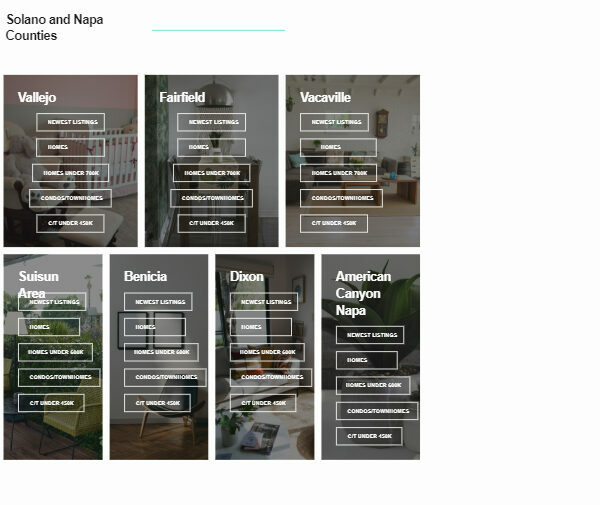 Solano and Napa
Counties
Vallejo
NEWEST LISTINGS
HOMES
HOMES UNDER 700K
CONDOS/TOWNHOMES
C/T UNDER 450K
Fairfield
NEWEST LISTINGS
HOMES
HOMES UNDER 700K
CONDOS/TOWNHOMES
C/T UNDER 450K
Vacaville
NEWEST LISTINGS
HOMES
HOMES UNDER 700K
CONDOS/TOWNHOMES
C/T UNDER 450K
Suisun
Area
NEWEST LISTINGS
HOMES
HOMES UNDER 600K
CONDOS/TOWNHOMES
C/T UNDER 450K
Benicia
NEWEST LISTINGS
HOMES
HOMES UNDER 600K
CONDOS/TOWNHOMES
C/T UNDER 450K
Dixon
NEWEST LISTINGS
HOMES
HOMES UNDER 600K
CONDOS/TOWNHOMES
C/T UNDER 450K
American
Canyon
Napa
NEWEST LISTINGS
HOMES
HOMES UNDER 600K
CONDOS/TOWNHOMES
C/T UNDER 450K